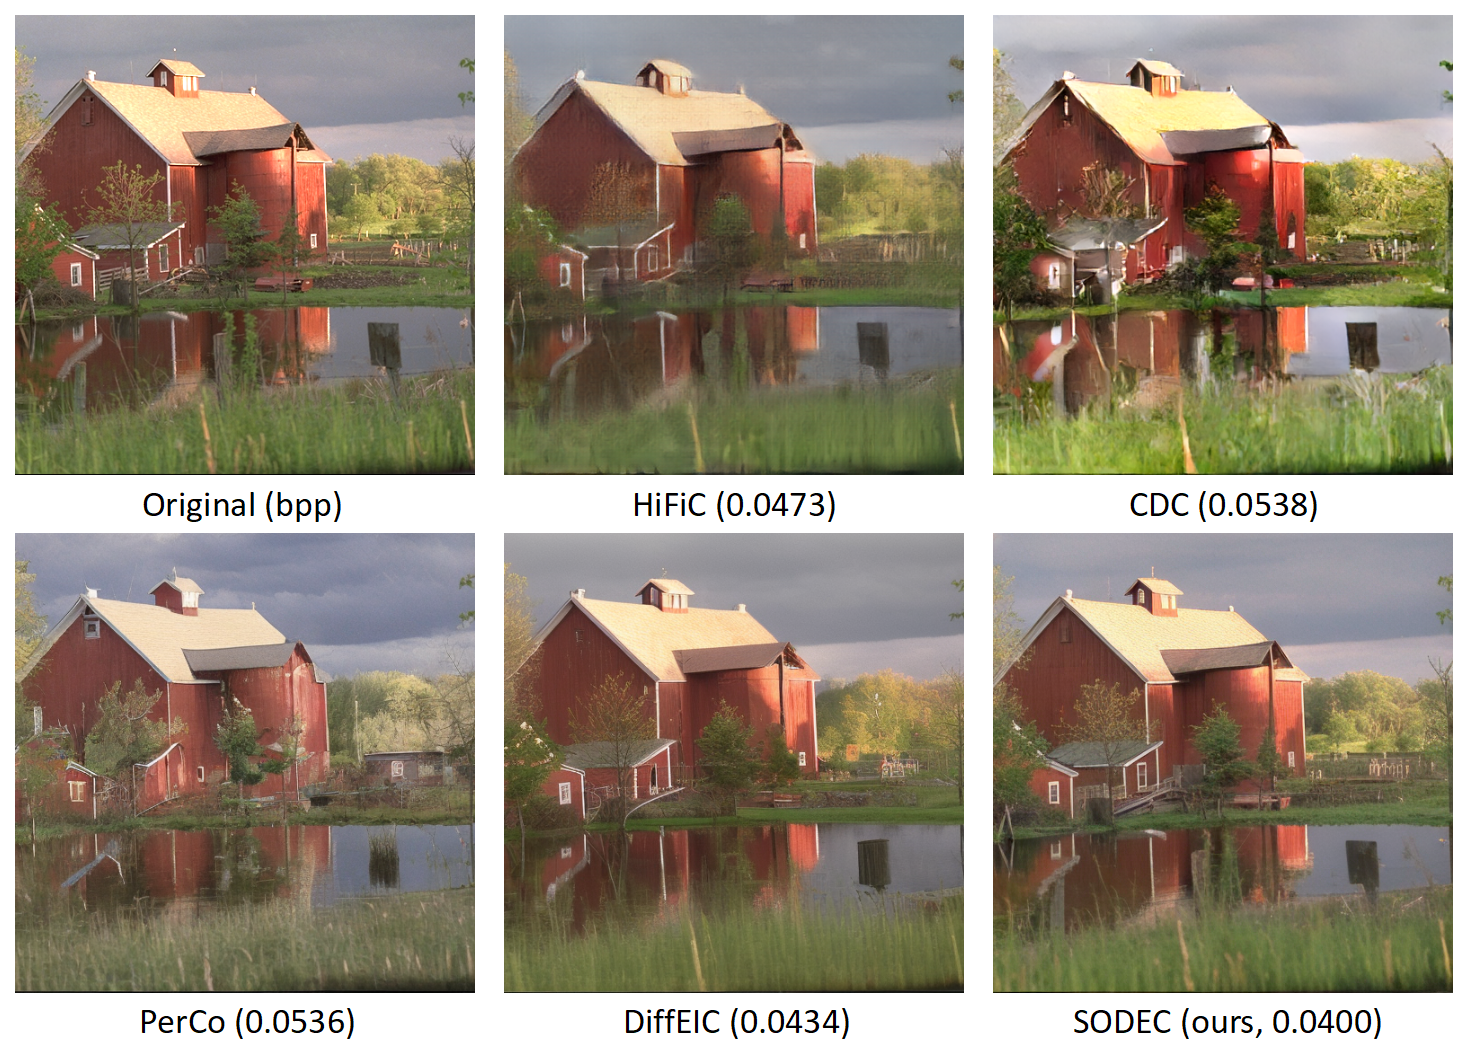 Original (bpp)
HiFiC (0.0473)
CDC (0.0538)
PerCo (0.0536)
DiffEIC (0.0434)
SODEC (ours, 0.0400)